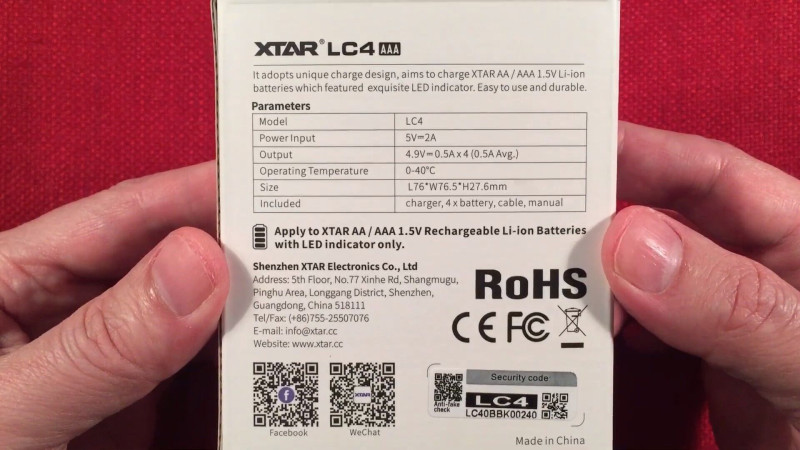 XTAR® LC4 AAA
It adopts unique charge design, aims to charge XTAR AA / AAA 1.5V Li-ion
batteries which featured exquisite LED indicator. Easy to use and durable.
Parameters
Model LC4
Power Input 5V⎓2A
Output 4.9V⎓0.5A x 4 (0.5A Avg.)
Operating Temperature 0-40°C
Size L76*W76.5*H27.6mm
Included charger, 4 x battery, cable, manual
Apply to XTAR AA / AAA 1.5V Rechargeable Li-ion Batteries
with LED indicator only.
Shenzhen XTAR Electronics Co., Ltd
Address: 5th Floor, No.77 Xinhe Rd, Shangmugu,
Pinghu Area, Longgang District, Shenzhen,
Guangdong, China 518111
Tel/Fax: (+86)755-25507076
E-mail: info@xtar.cc
Website: www.xtar.cc
RoHS
CE FC
f
XTAR
Facebook
WeChat
Security code
Anti-fake
check
LC4
LC40BBK00240
Made in China